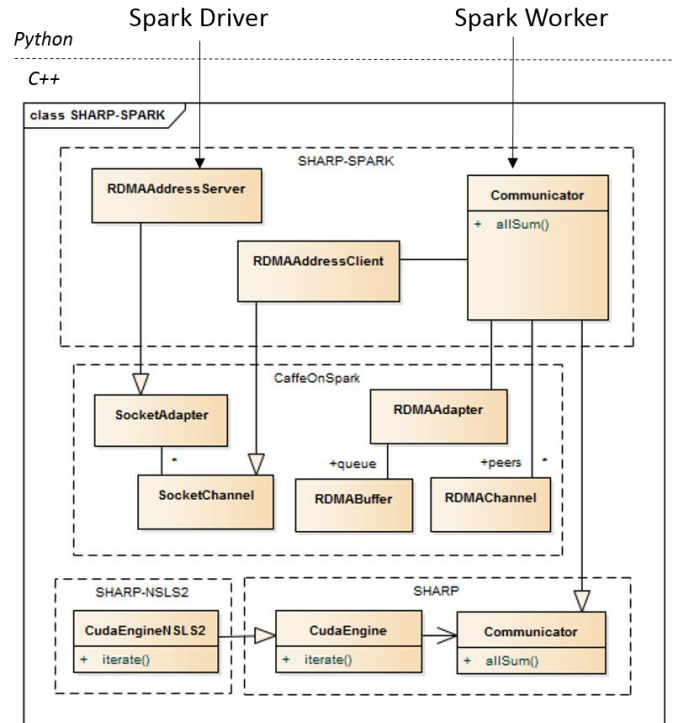 Spark Driver
Spark Worker
Python
C++
class SHARP-SPARK
SHARP-SPARK
RDMAAddressServer
Communicator
+ allSum()
RDMAAddressClient
CaffeOnSpark
SocketAdapter
RDMAAdapter
*
+queue
+peers
*
SocketChannel
RDMABuffer
RDMAChannel
SHARP-NSLS2
SHARP
CudaEngineNSLS2
+ iterate()
CudaEngine
+ iterate()
Communicator
+ allSum()